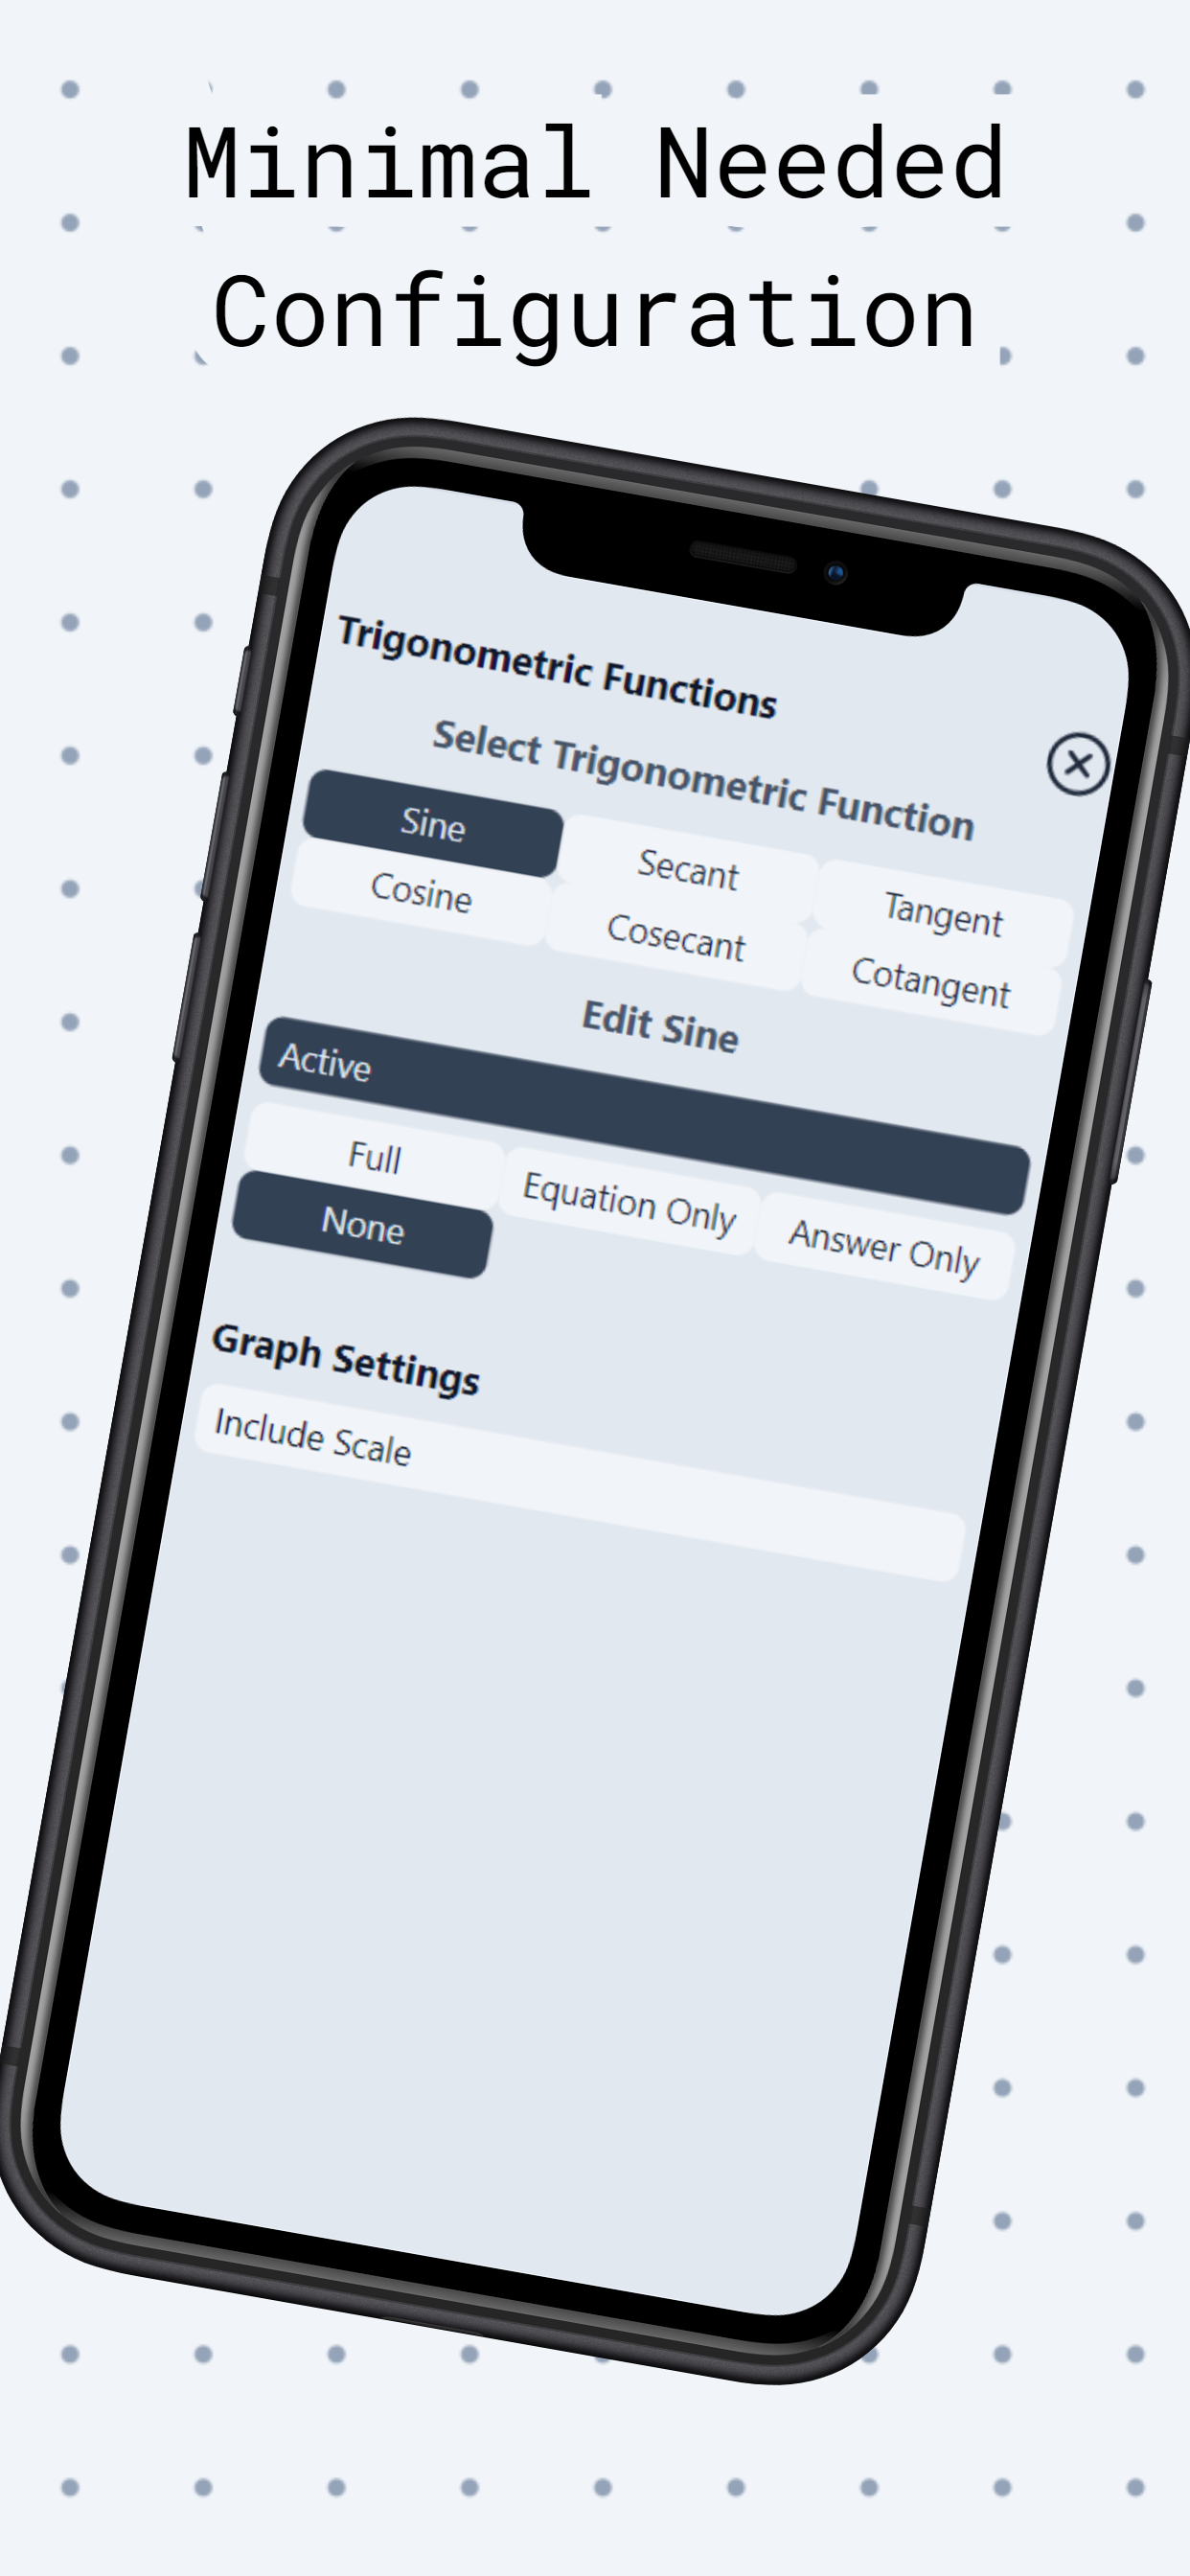 Minimal Needed
Configuration
Trigonometric Functions
Select Trigonometric Function
Sine
Secant
Tangent
Cosine
Cosecant
Cotangent
Edit Sine
Active
Full
Equation Only
Answer Only
None
Graph Settings
Include Scale